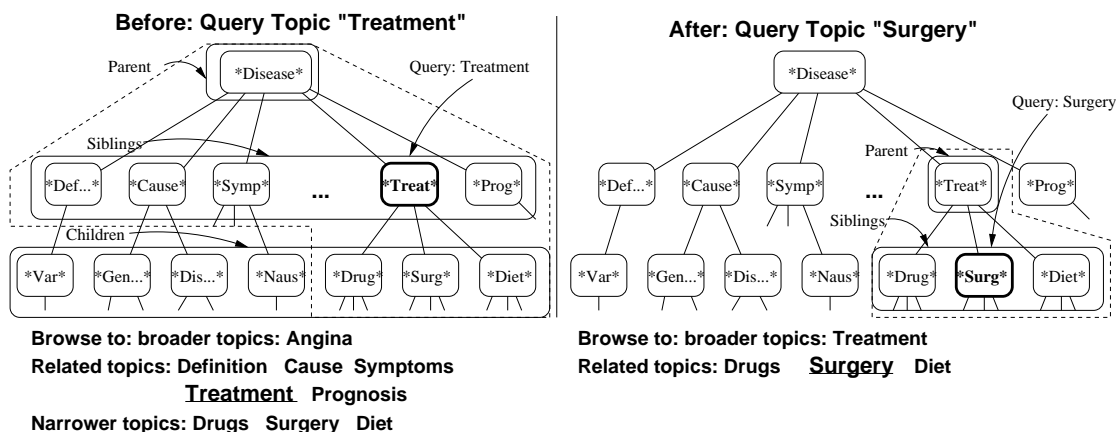 Before: Query Topic "Treatment"
Parent
*Disease*
Query: Treatment
Siblings
*Def...* *Cause* *Symp* ... *Treat* *Prog*
Children
*Var* *Gen...* *Dis...* *Naus* *Drug* *Surg* *Diet*
Browse to: broader topics: Angina
Related topics: Definition Cause Symptoms
Treatment Prognosis
Narrower topics: Drugs Surgery Diet
After: Query Topic "Surgery"
*Disease*
Query: Surgery
Parent
*Def...* *Cause* *Symp* ... *Treat* *Prog*
Siblings
*Var* *Gen...* *Dis...* *Naus* *Drug* *Surg* *Diet*
Browse to: broader topics: Treatment
Related topics: Drugs Surgery Diet